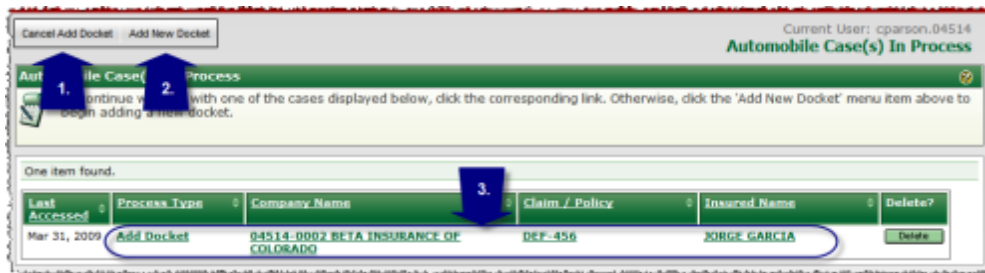 Cancel Add Docket Add New Docket
Current User: cparson.04514
Automobile Case(s) In Process
1.
2.
Process
continue with one of the cases displayed below, click the corresponding link. Otherwise, click the 'Add New Docket' menu item above to
begin adding a new docket.
One item found.
3.
Last Accessed Process Type Company Name Claim / Policy Insured Name Delete?
Mar 31, 2009 Add Docket 04514-0002 BETA INSURANCE OF COLORADO DEF-456 JORGE GARCIA Delete